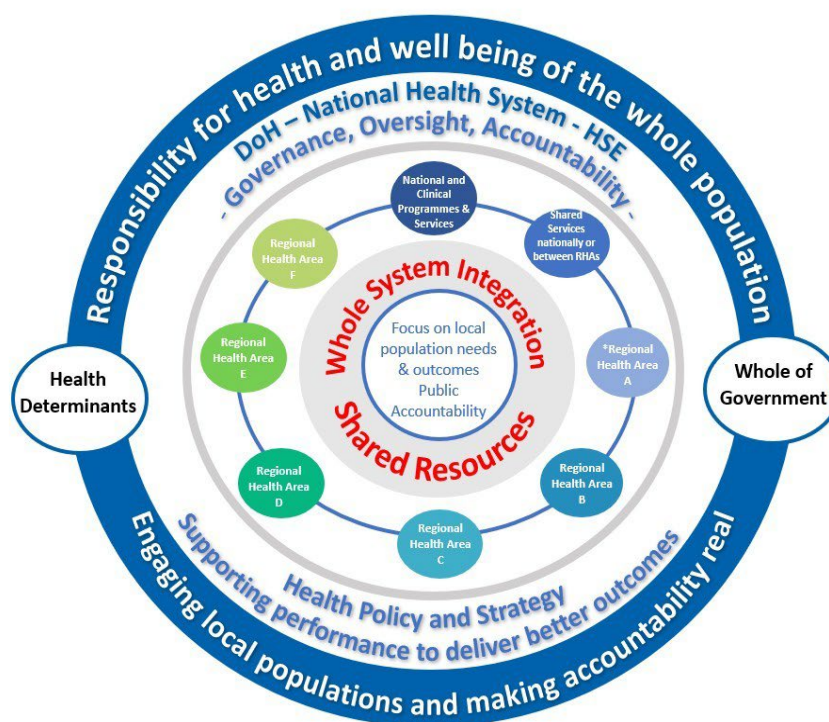 Responsibility for health and well being of the whole population
DoH – National Health System - HSE
- Governance, Oversight, Accountability -
National and
Clinical
Programmes &
Services
Shared
Services
nationally or
between RHAs
*Regional
Health Area
A
Regional
Health Area
B
Regional
Health Area
C
Regional
Health Area
D
Regional
Health Area
E
Regional
Health Area
F
Whole System Integration
Focus on local
population needs
& outcomes
Public
Accountability
Shared Resources
Health
Determinants
Whole of
Government
Health Policy and Strategy
Supporting performance to deliver better outcomes
Engaging local populations and making accountability real